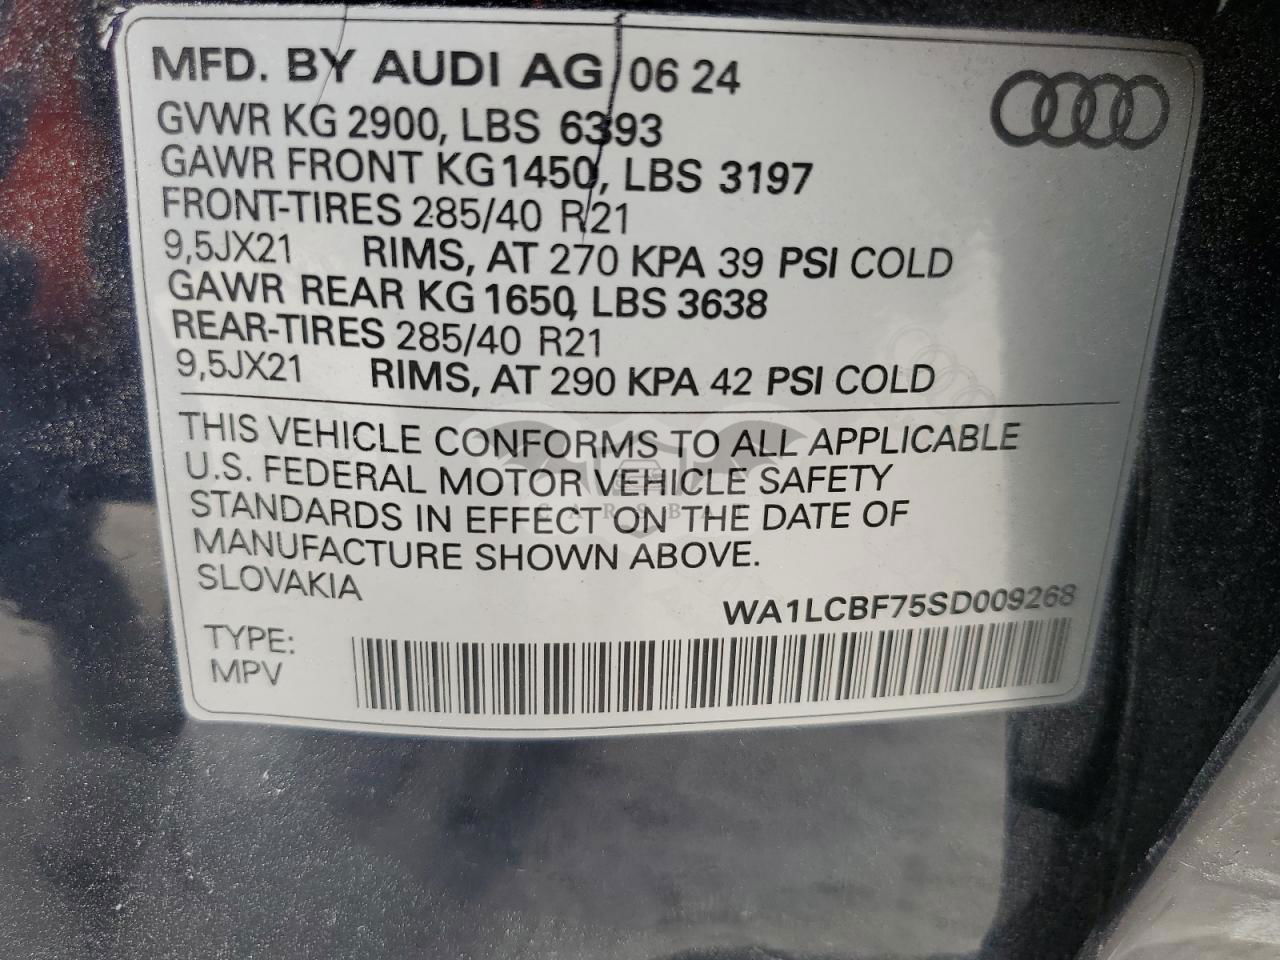 MFD. BY AUDI AG 06 24
GVWR KG 2900, LBS 6393
GAWR FRONT KG 1450, LBS 3197
FRONT-TIRES 285/40 R21
9,5JX21 RIMS, AT 270 KPA 39 PSI COLD
GAWR REAR KG 1650, LBS 3638
REAR-TIRES 285/40 R21
9,5JX21 RIMS, AT 290 KPA 42 PSI COLD
THIS VEHICLE CONFORMS TO ALL APPLICABLE
U.S. FEDERAL MOTOR VEHICLE SAFETY
STANDARDS IN EFFECT ON THE DATE OF
MANUFACTURE SHOWN ABOVE.
SLOVAKIA
WA1LCBF75SD009268
TYPE:
MPV